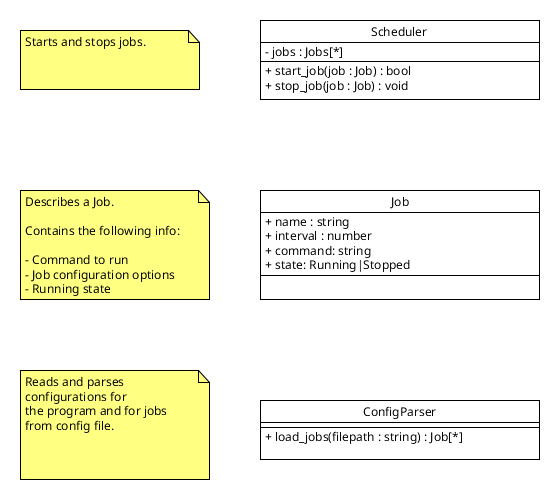 Starts and stops jobs.
Scheduler
- jobs : Jobs[*]
+ start_job(job : Job) : bool
+ stop_job(job : Job) : void
Describes a Job.
Contains the following info:
- Command to run
- Job configuration options
- Running state
Job
+ name : string
+ interval : number
+ command: string
+ state: Running|Stopped
Reads and parses
configurations for
the program and for jobs
from config file.
ConfigParser
+ load_jobs(filepath : string) : Job[*]